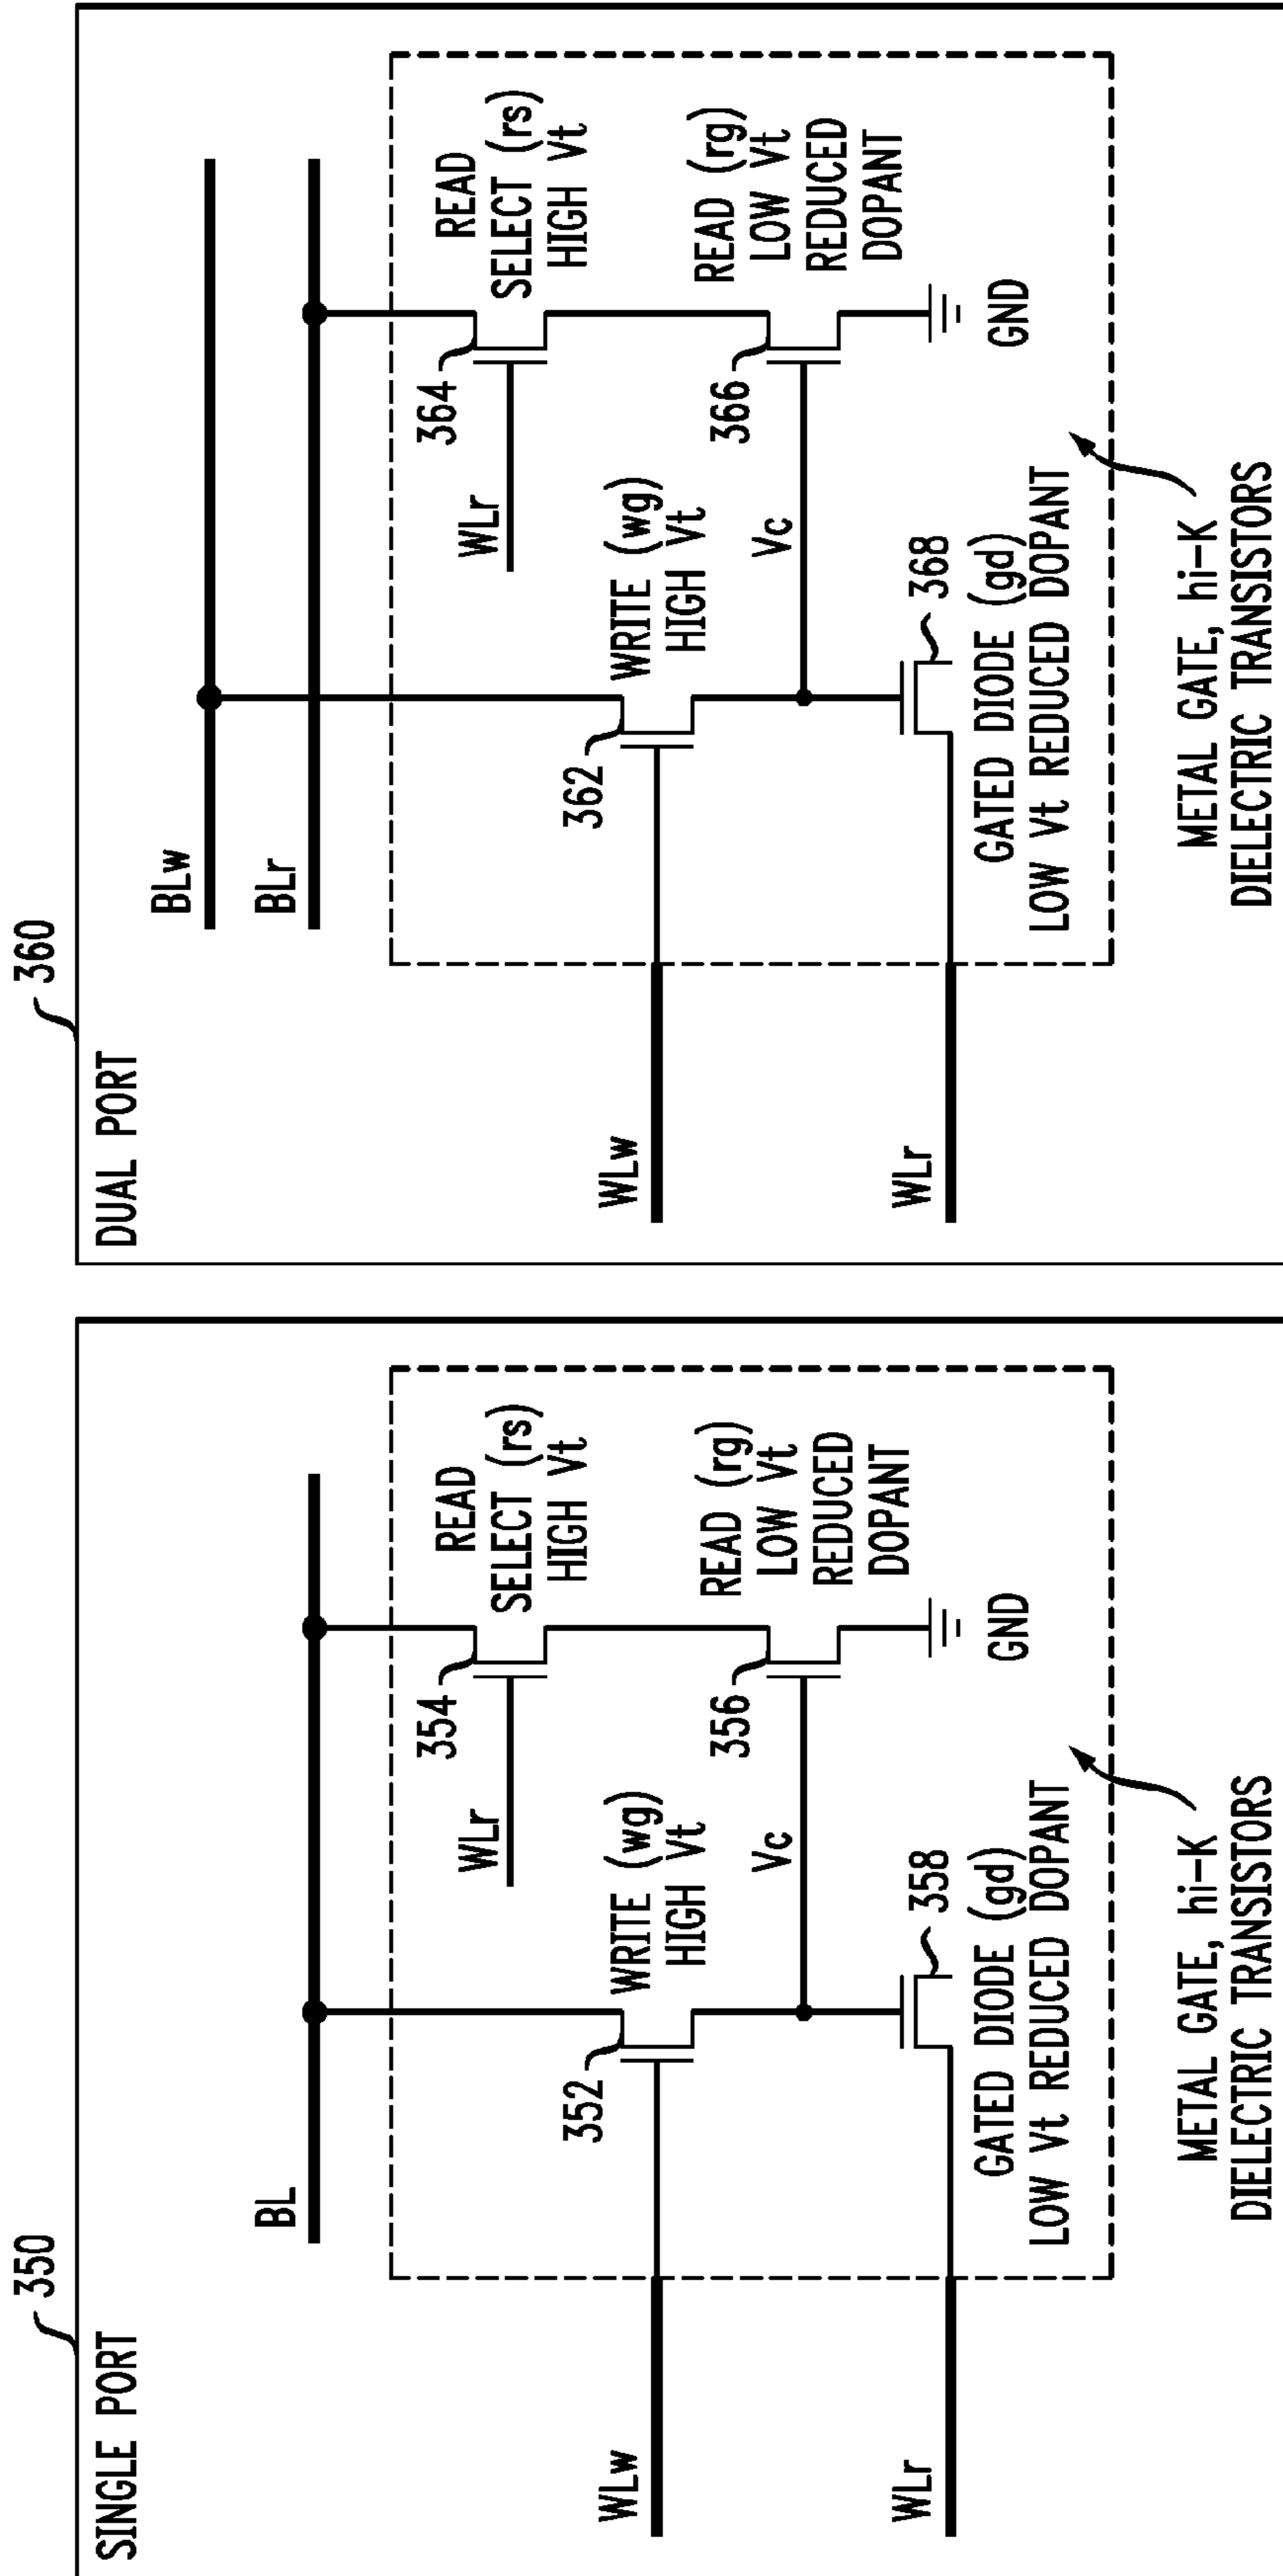 350
SINGLE PORT
BL
WLw
WLr
352
WRITE (wg)
HIGH Vt
WLr
354
READ
SELECT (rs)
HIGH Vt
Vc
356
READ (rg)
LOW Vt
REDUCED
DOPANT
358
GATED DIODE (gd)
LOW Vt REDUCED DOPANT
GND
METAL GATE, hi-K
DIELECTRIC TRANSISTORS
360
DUAL PORT
BLw
BLr
WLw
WLr
362
WRITE (wg)
HIGH Vt
WLr
364
READ
SELECT (rs)
HIGH Vt
Vc
366
READ (rg)
LOW Vt
REDUCED
DOPANT
368
GATED DIODE (gd)
LOW Vt REDUCED DOPANT
GND
METAL GATE, hi-K
DIELECTRIC TRANSISTORS